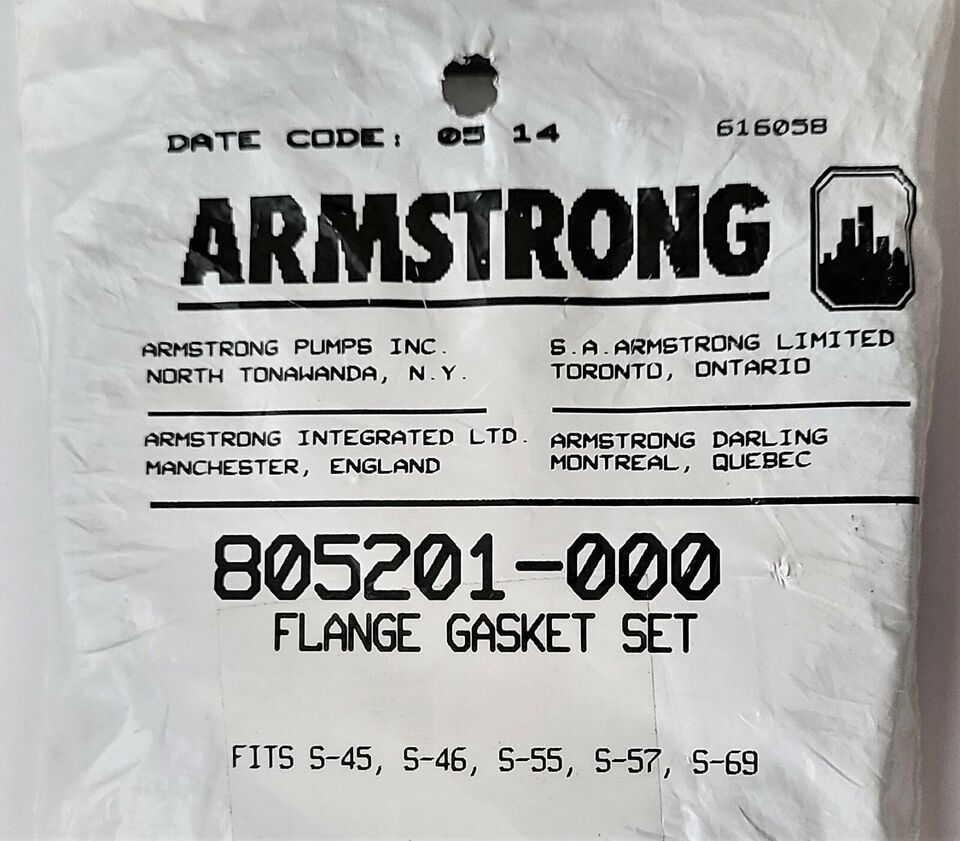 DATE CODE: 05 14
616058
ARMSTRONG
ARMSTRONG PUMPS INC.
NORTH TONAWANDA, N.Y.
S.A.ARMSTRONG LIMITED
TORONTO, ONTARIO
ARMSTRONG INTEGRATED LTD.
MANCHESTER, ENGLAND
ARMSTRONG DARLING
MONTREAL, QUEBEC
805201-000
FLANGE GASKET SET
FITS S-45, S-46, S-55, S-57, S-69